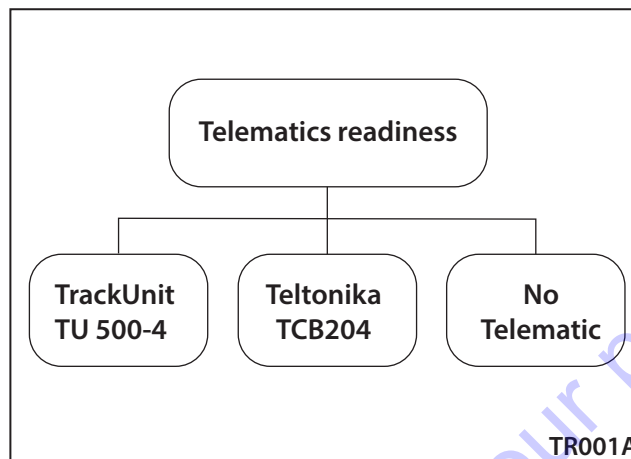 Telematics readiness
TrackUnit
TU 500-4
Teltonika
TCB204
No
Telematic
TR001A